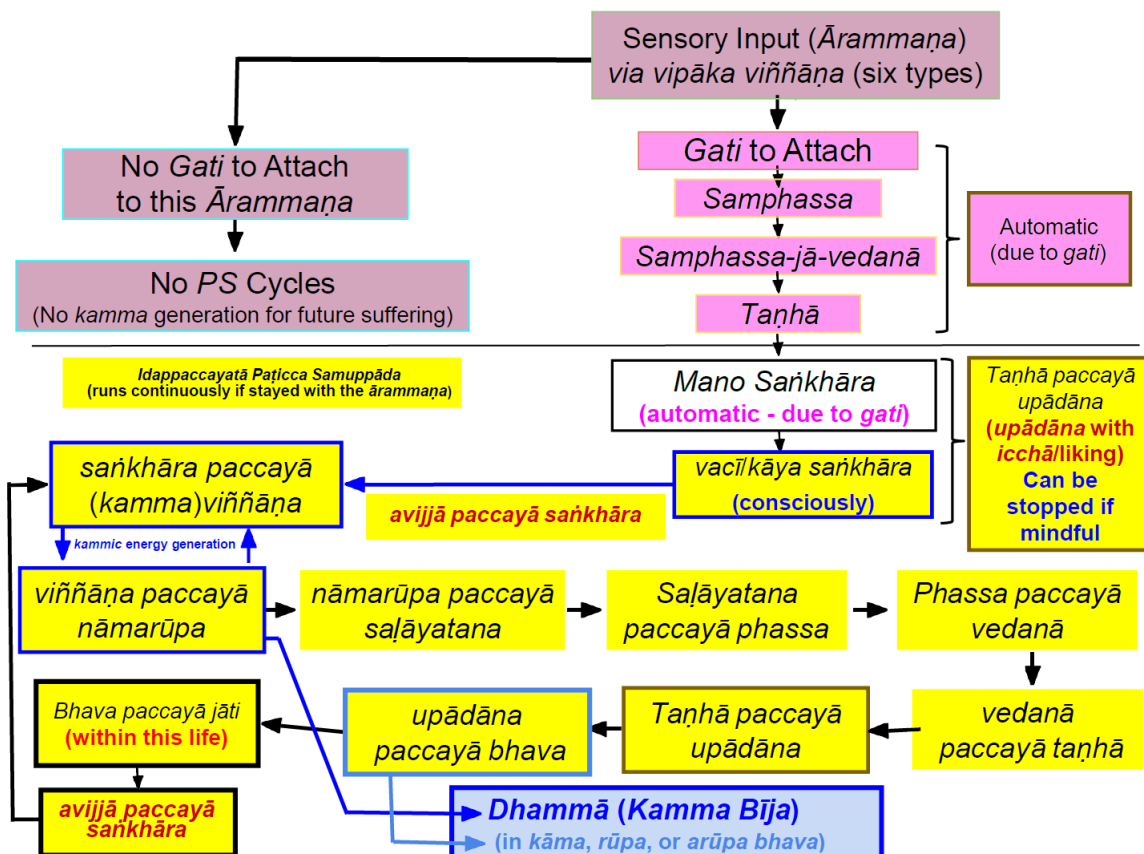 Sensory Input (Ārammaṇa)
via vipāka viññāṇa (six types)
No Gati to Attach
to this Ārammaṇa
No PS Cycles
(No kamma generation for future suffering)
Gati to Attach
Samphassa
Samphassa-jā-vedanā
Taṇhā
Automatic
(due to gati)
Idappaccayatā Paṭicca Samuppāda
(runs continuously if stayed with the ārammaṇa)
Mano Saṅkhāra
(automatic - due to gati)
vacī/kāya saṅkhāra
(consciously)
Taṇhā paccayā
upādāna
(upādāna with
icchā/liking)
Can be
stopped if
mindful
avijjā paccayā saṅkhāra
saṅkhāra paccayā
(kamma)viññāṇa
kammic energy generation
viññāṇa paccayā
nāmarūpa
nāmarūpa paccayā
saḷāyatana
Saḷāyatana
paccayā phassa
Phassa paccayā
vedanā
vedanā
paccayā taṇhā
Taṇhā paccayā
upādāna
upādāna
paccayā bhava
Bhava paccayā jāti
(within this life)
avijjā paccayā
saṅkhāra
Dhammā (Kamma Bīja)
(in kāma, rūpa, or arūpa bhava)